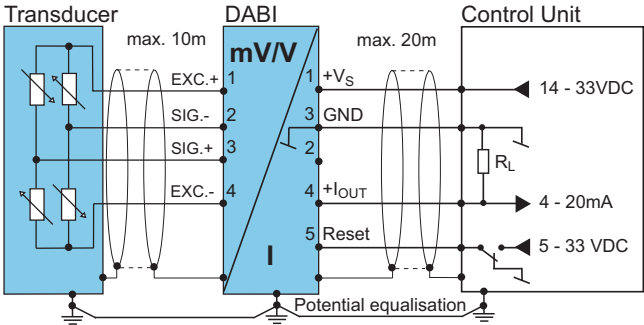 Transducer
DABI
Control Unit
max. 10m
mV/V
max. 20m
EXC.+
1
1
+VS
14 - 33VDC
SIG.-
2
3
GND
SIG.+
3
2
RL
EXC.-
4
4
+IOUT
4 - 20mA
5
Reset
5 - 33 VDC
I
Potential equalisation